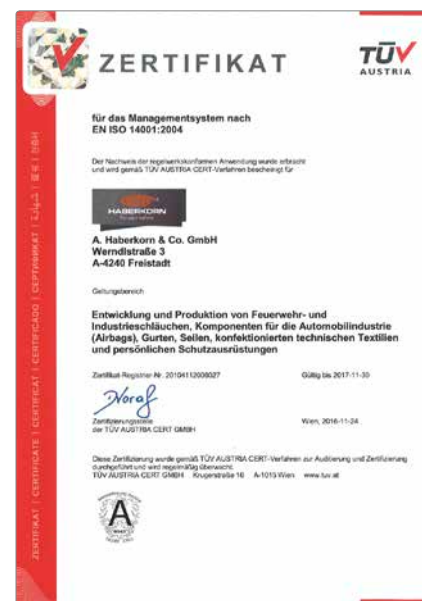 ZERTIFIKAT
TÜV
AUSTRIA
für das Managementsystem nach
EN ISO 14001:2004
Der Nachweis der regelwerkskonformen Anwendung wurde erbracht
und wird gemäß TÜV AUSTRIA CERT-Verfahren bescheinigt für
HABERKORN
A. Haberkorn & Co. GmbH
Werndlstraße 3
A-4240 Freistadt
Geltungsbereich
Entwicklung und Produktion von Feuerwehr- und
Industrieschläuchen, Komponenten für die Automobilindustrie
(Airbags), Gurten, Seilen, konfektionierten technischen Textilien
und persönlichen Schutzausrüstungen
Zertifikat-Registrier-Nr. 20104112008027
Gültig bis 2017-11-30
Zertifizierungsstelle
der TÜV AUSTRIA CERT GMBH
Wien, 2016-11-24
Diese Zertifizierung wurde gemäß TÜV AUSTRIA CERT-Verfahren zur Auditierung und Zertifizierung
durchgeführt und wird regelmäßig überwacht.
TÜV AUSTRIA CERT GMBH Krugerstraße 16 A-1015 Wien www.tuv.at
A
ZERTIFIKAT | CERTIFICATE | CERTIFICAT | CERTIFICADO | СЕРТИФИКАТ | شهادة